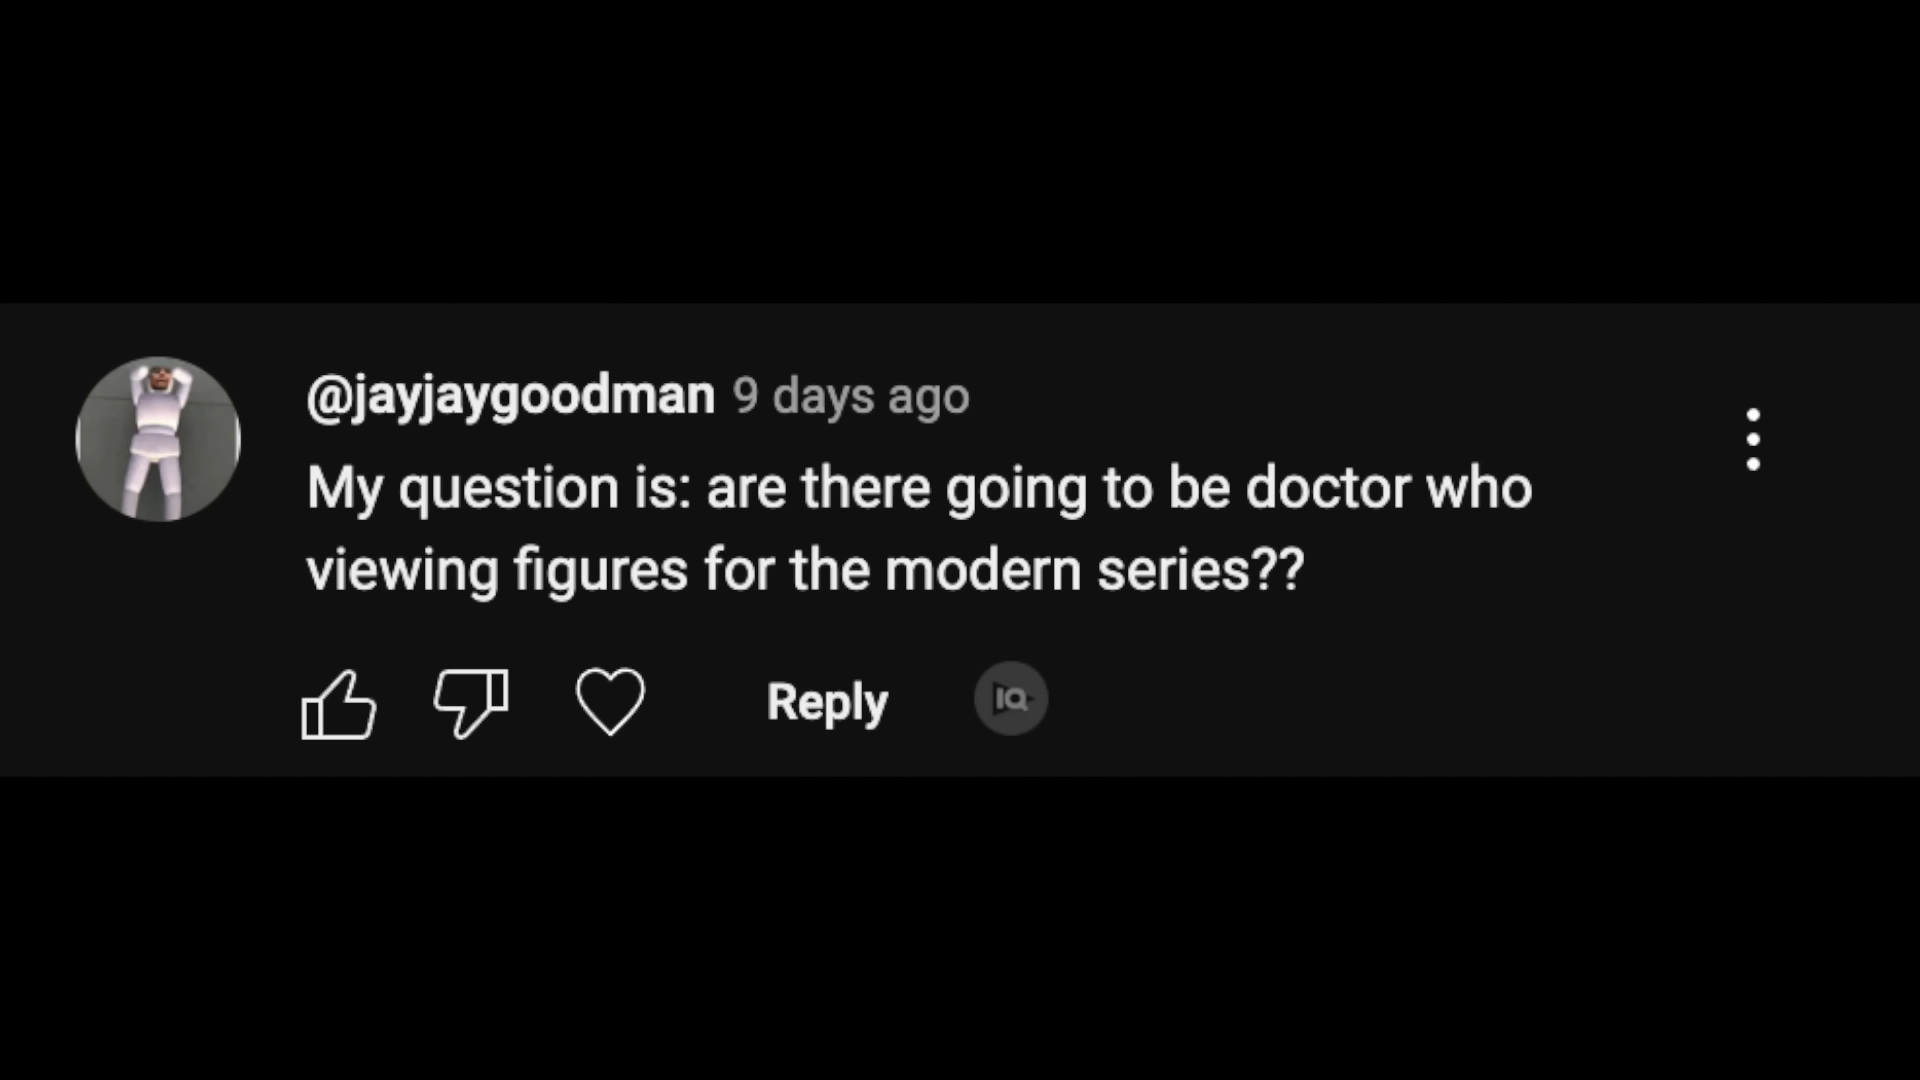 @jayjaygoodman 9 days ago
My question is: are there going to be doctor who
viewing figures for the modern series??
Reply
IQ